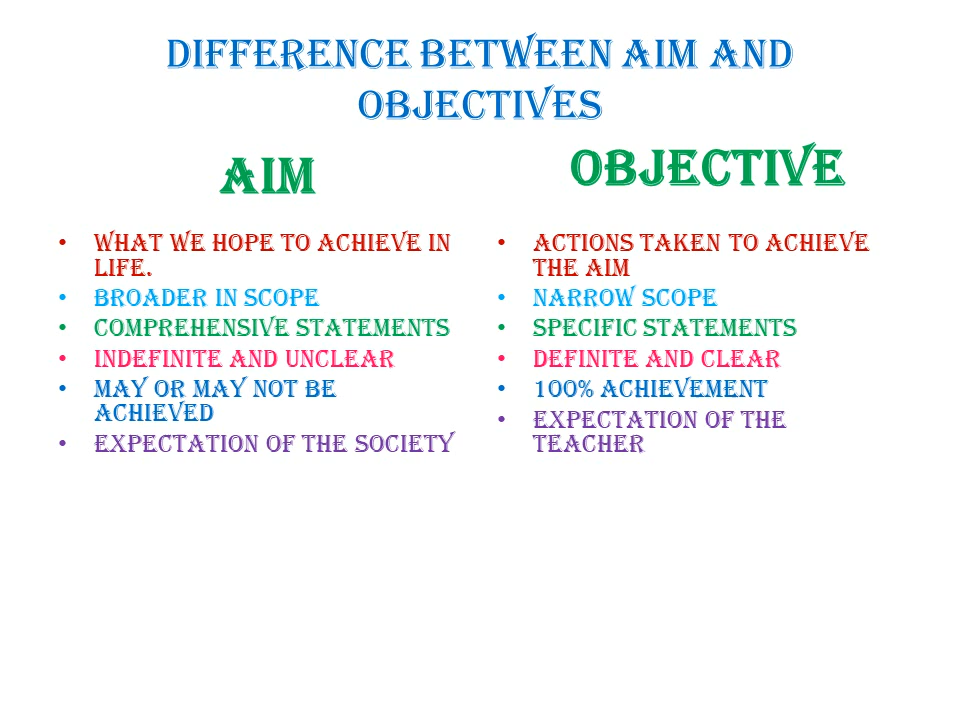 DIFFERENCE BETWEEN AIM AND
OBJECTIVES
AIM
• WHAT WE HOPE TO ACHIEVE IN
LIFE.
• BROADER IN SCOPE
• COMPREHENSIVE STATEMENTS
• INDEFINITE AND UNCLEAR
• MAY OR MAY NOT BE
ACHIEVED
• EXPECTATION OF THE SOCIETY
OBJECTIVE
• ACTIONS TAKEN TO ACHIEVE
THE AIM
• NARROW SCOPE
• SPECIFIC STATEMENTS
• DEFINITE AND CLEAR
• 100% ACHIEVEMENT
• EXPECTATION OF THE
TEACHER